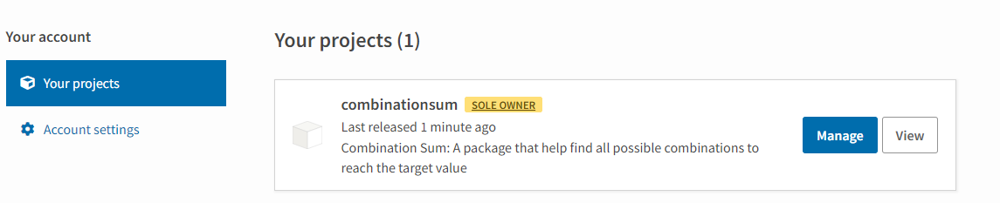 Your account
Your projects
Account settings
Your projects (1)
combinationsum SOLE OWNER
Last released 1 minute ago
Combination Sum: A package that help find all possible combinations to
reach the target value
Manage View